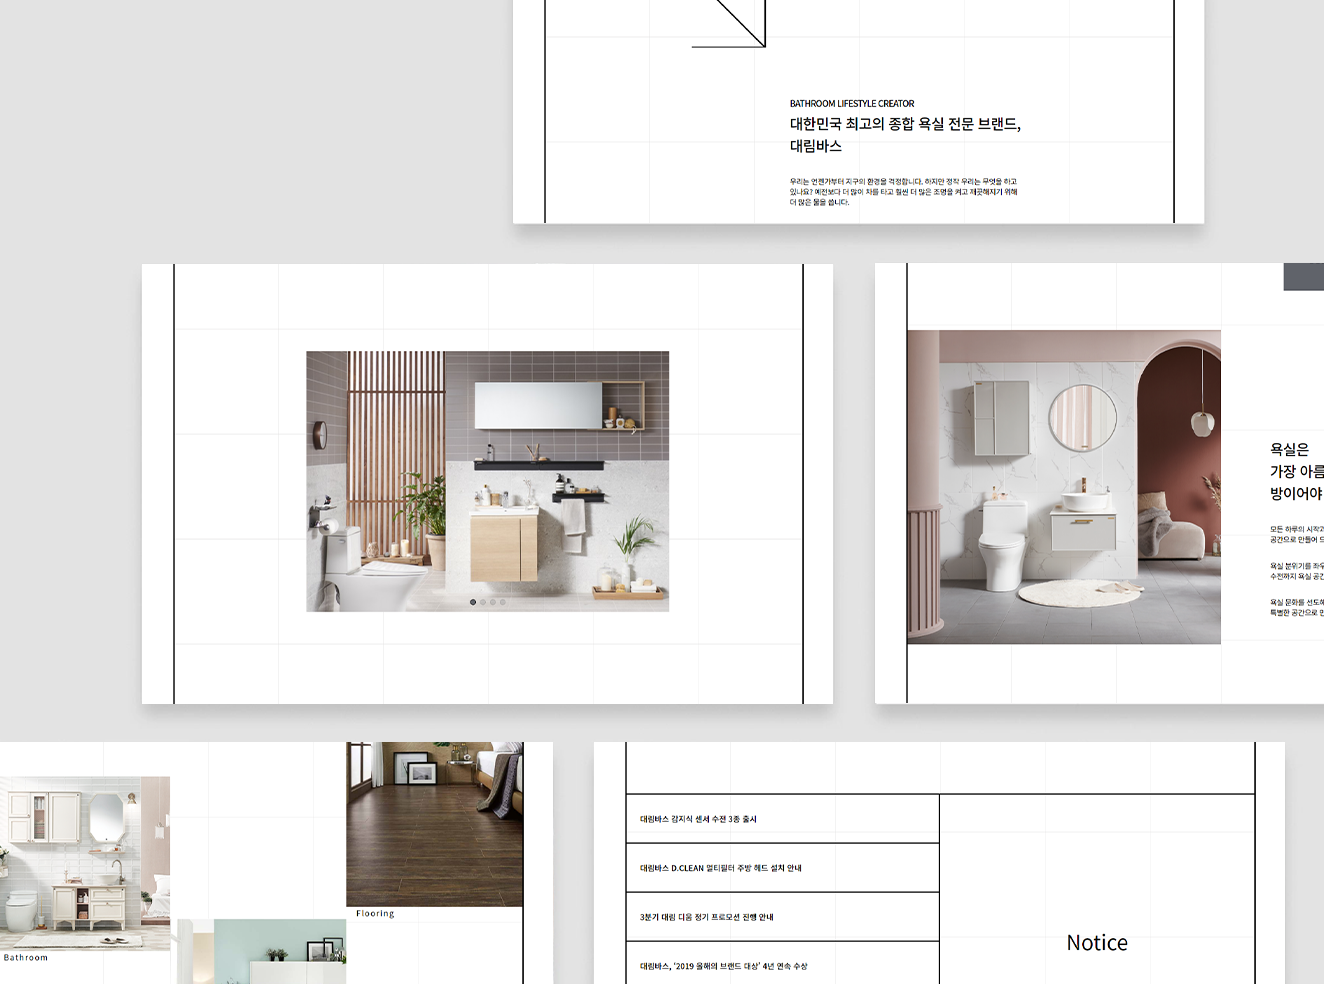 BATHROOM LIFESTYLE CREATOR
대한민국 최고의 종합 욕실 전문 브랜드,
대림바스
우리는 언젠가부터 지구의 환경을 걱정합니다. 하지만 정작 우리는 무엇을 하고
있나요? 예전보다 더 많이 차를 타고 훨씬 더 많은 조명을 켜고 깨끗해지기 위해
더 많은 물을 씁니다.
욕실은
가장 아름
방이어야
모든 하루의 시작과
공간으로 만들어 드
욕실 분위기를 좌우
수전까지 욕실 공간
욕실 문화를 선도해
특별한 공간으로 만
Flooring
Bathroom
대림바스 감지식 센서 수전 3종 출시
대림바스 D.CLEAN 멀티필터 주방 헤드 설치 안내
3분기 대림 디움 정기 프로모션 진행 안내
대림바스, '2019 올해의 브랜드 대상' 4년 연속 수상
Notice